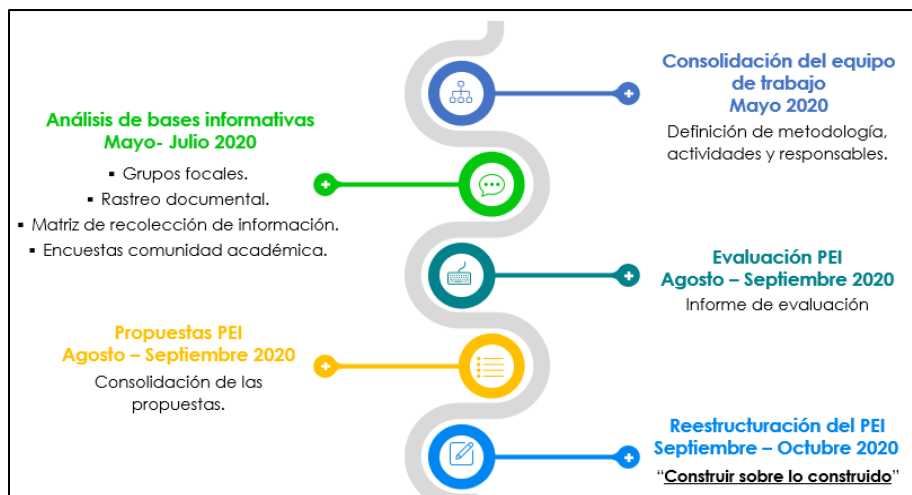 Consolidación del equipo
de trabajo
Mayo 2020
Definición de metodología,
actividades y responsables.
Análisis de bases informativas
Mayo- Julio 2020
▪ Grupos focales.
▪ Rastreo documental.
▪ Matriz de recolección de información.
▪ Encuestas comunidad académica.
Evaluación PEI
Agosto – Septiembre 2020
Informe de evaluación
Propuestas PEI
Agosto – Septiembre 2020
Consolidación de las
propuestas.
Reestructuración del PEI
Septiembre – Octubre 2020
“Construir sobre lo construido”